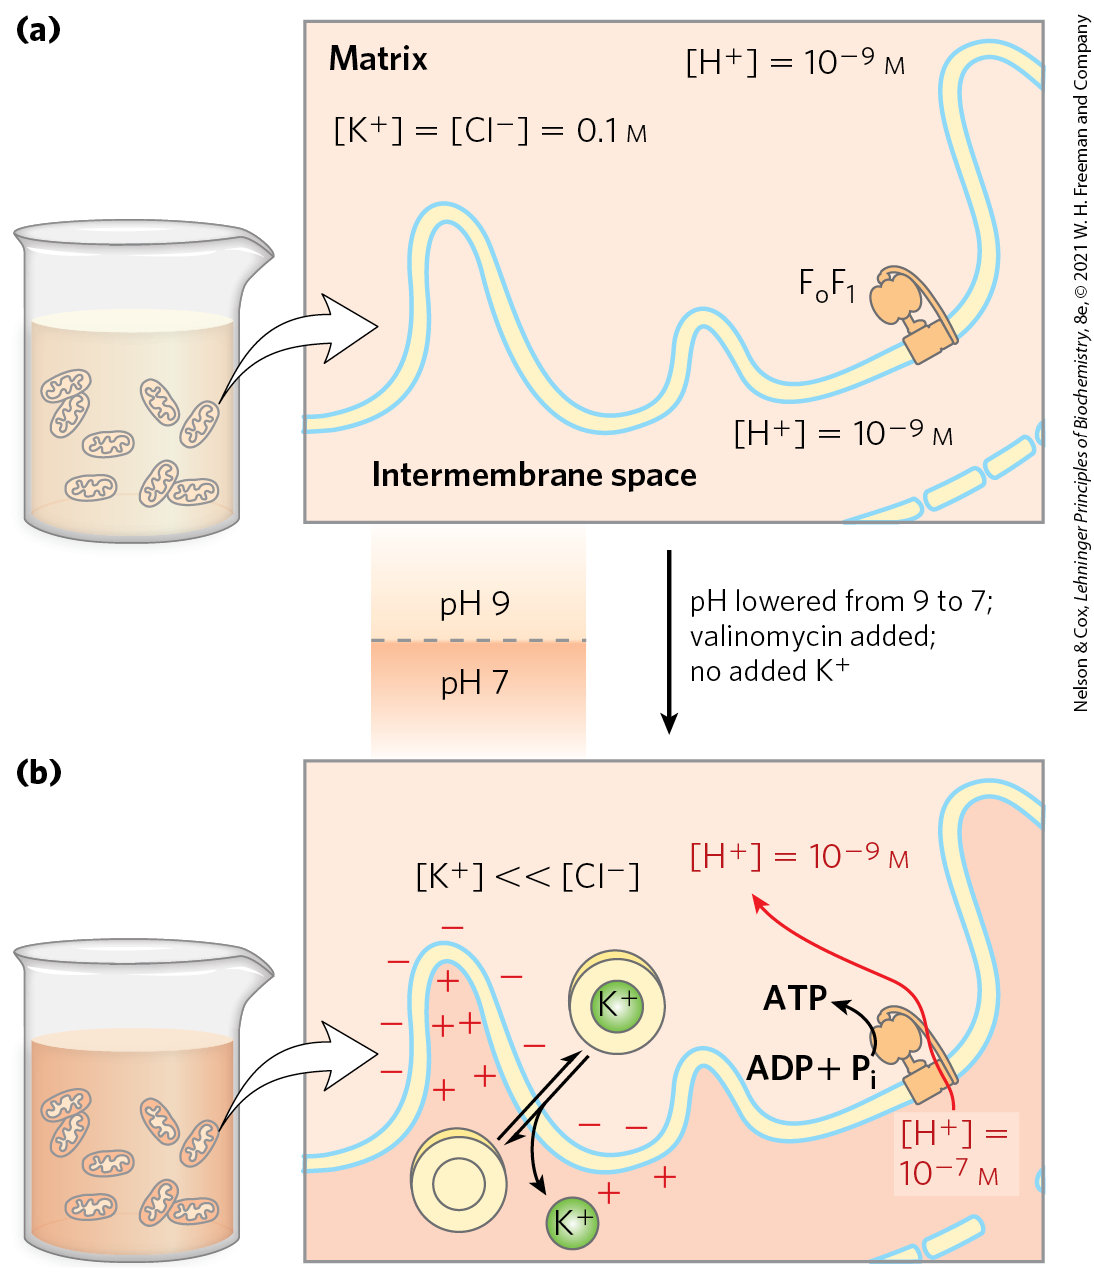 (a)
Matrix
[H⁺] = 10⁻⁹ M
[K⁺] = [Cl⁻] = 0.1 M
FₒF₁
[H⁺] = 10⁻⁹ M
Intermembrane space
pH 9
pH 7
pH lowered from 9 to 7;
valinomycin added;
no added K⁺
(b)
[K⁺] << [Cl⁻]
[H⁺] = 10⁻⁹ M
−
−
+
−
−
++
−
−
+
+
K⁺
ATP
ADP + Pᵢ
[H⁺] =
10⁻⁷ M
−
−
+
+
K⁺
Nelson & Cox, Lehninger Principles of Biochemistry, 8e, © 2021 W. H. Freeman and Company